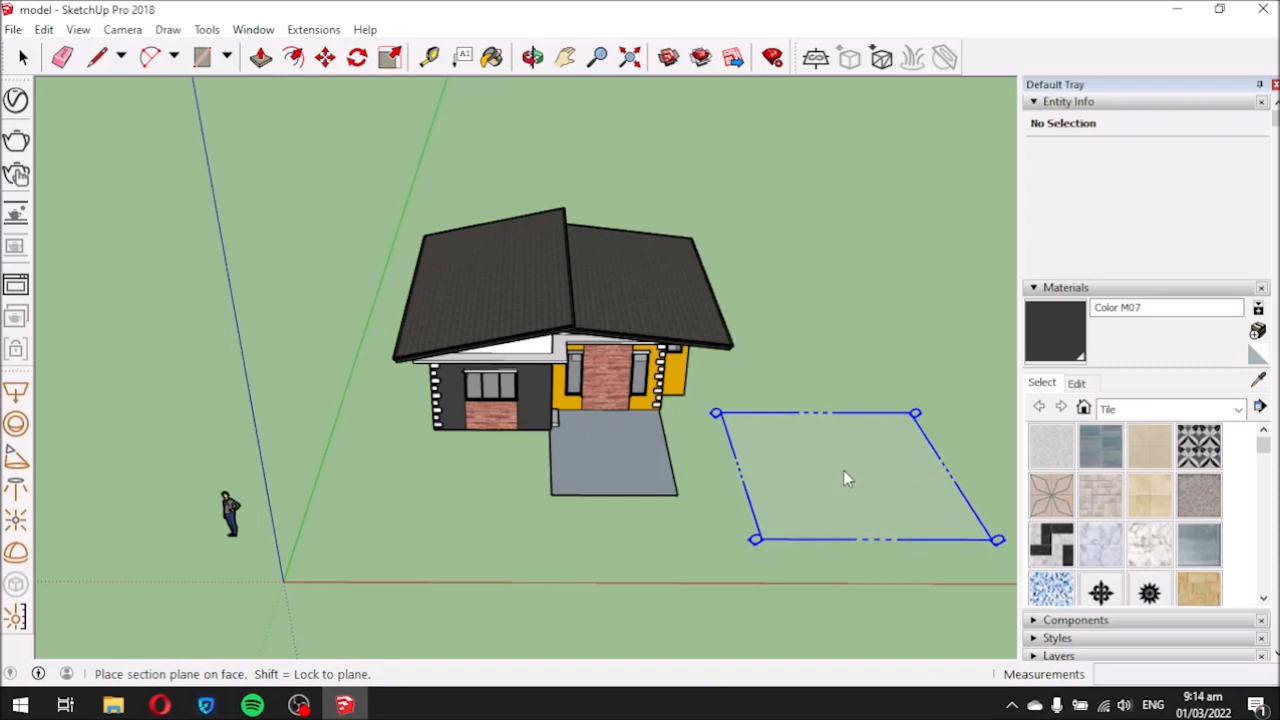 model - SketchUp Pro 2018
File Edit View Camera Draw Tools Window Extensions Help
A1
Default Tray
Entity Info
No Selection
Materials
Color M07
Select Edit
Tile
Components
Styles
Layers
Place section plane on face. Shift = Lock to plane.
Measurements
ENG
9:14 am
01/03/2022
1